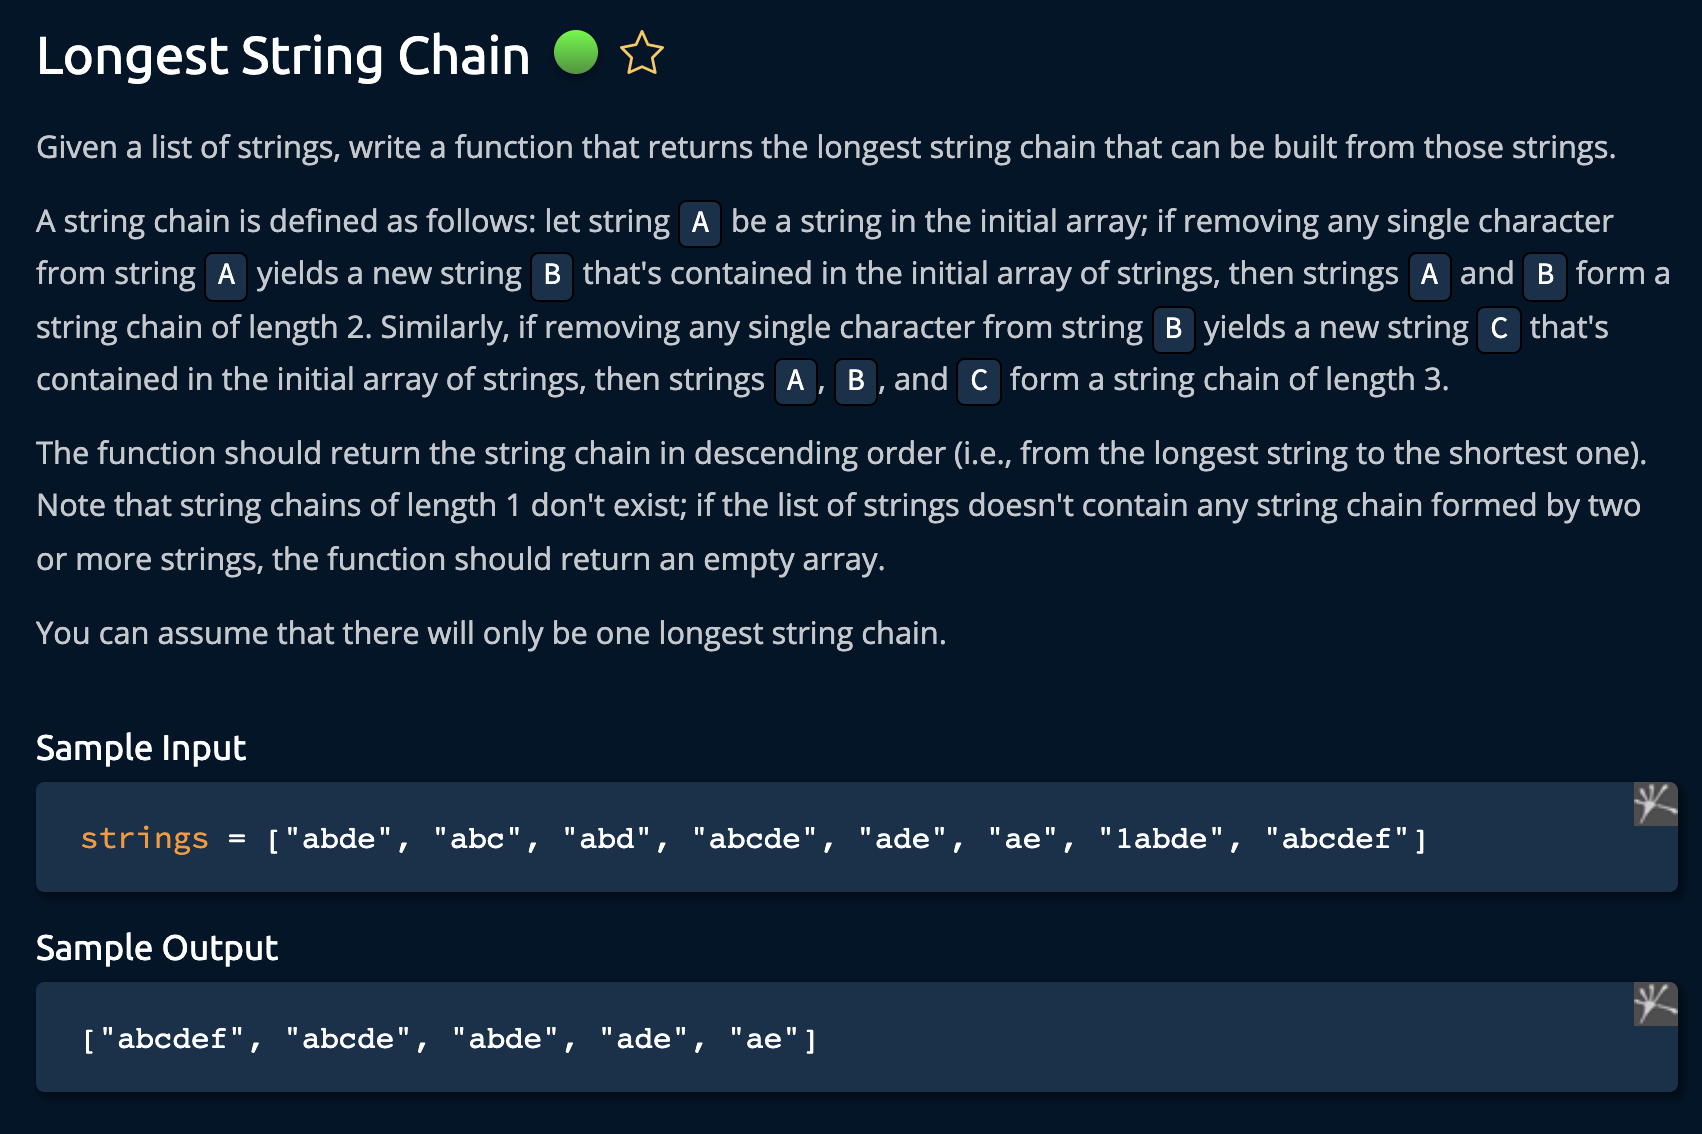 Longest String Chain
Given a list of strings, write a function that returns the longest string chain that can be built from those strings.
A string chain is defined as follows: let string A be a string in the initial array; if removing any single character
from string A yields a new string B that's contained in the initial array of strings, then strings A and B form a
string chain of length 2. Similarly, if removing any single character from string B yields a new string C that's
contained in the initial array of strings, then strings A, B, and C form a string chain of length 3.
The function should return the string chain in descending order (i.e., from the longest string to the shortest one).
Note that string chains of length 1 don't exist; if the list of strings doesn't contain any string chain formed by two
or more strings, the function should return an empty array.
You can assume that there will only be one longest string chain.
Sample Input
strings = ["abde", "abc", "abd", "abcde", "ade", "ae", "1abde", "abcdef"]
Sample Output
["abcdef", "abcde", "abde", "ade", "ae"]